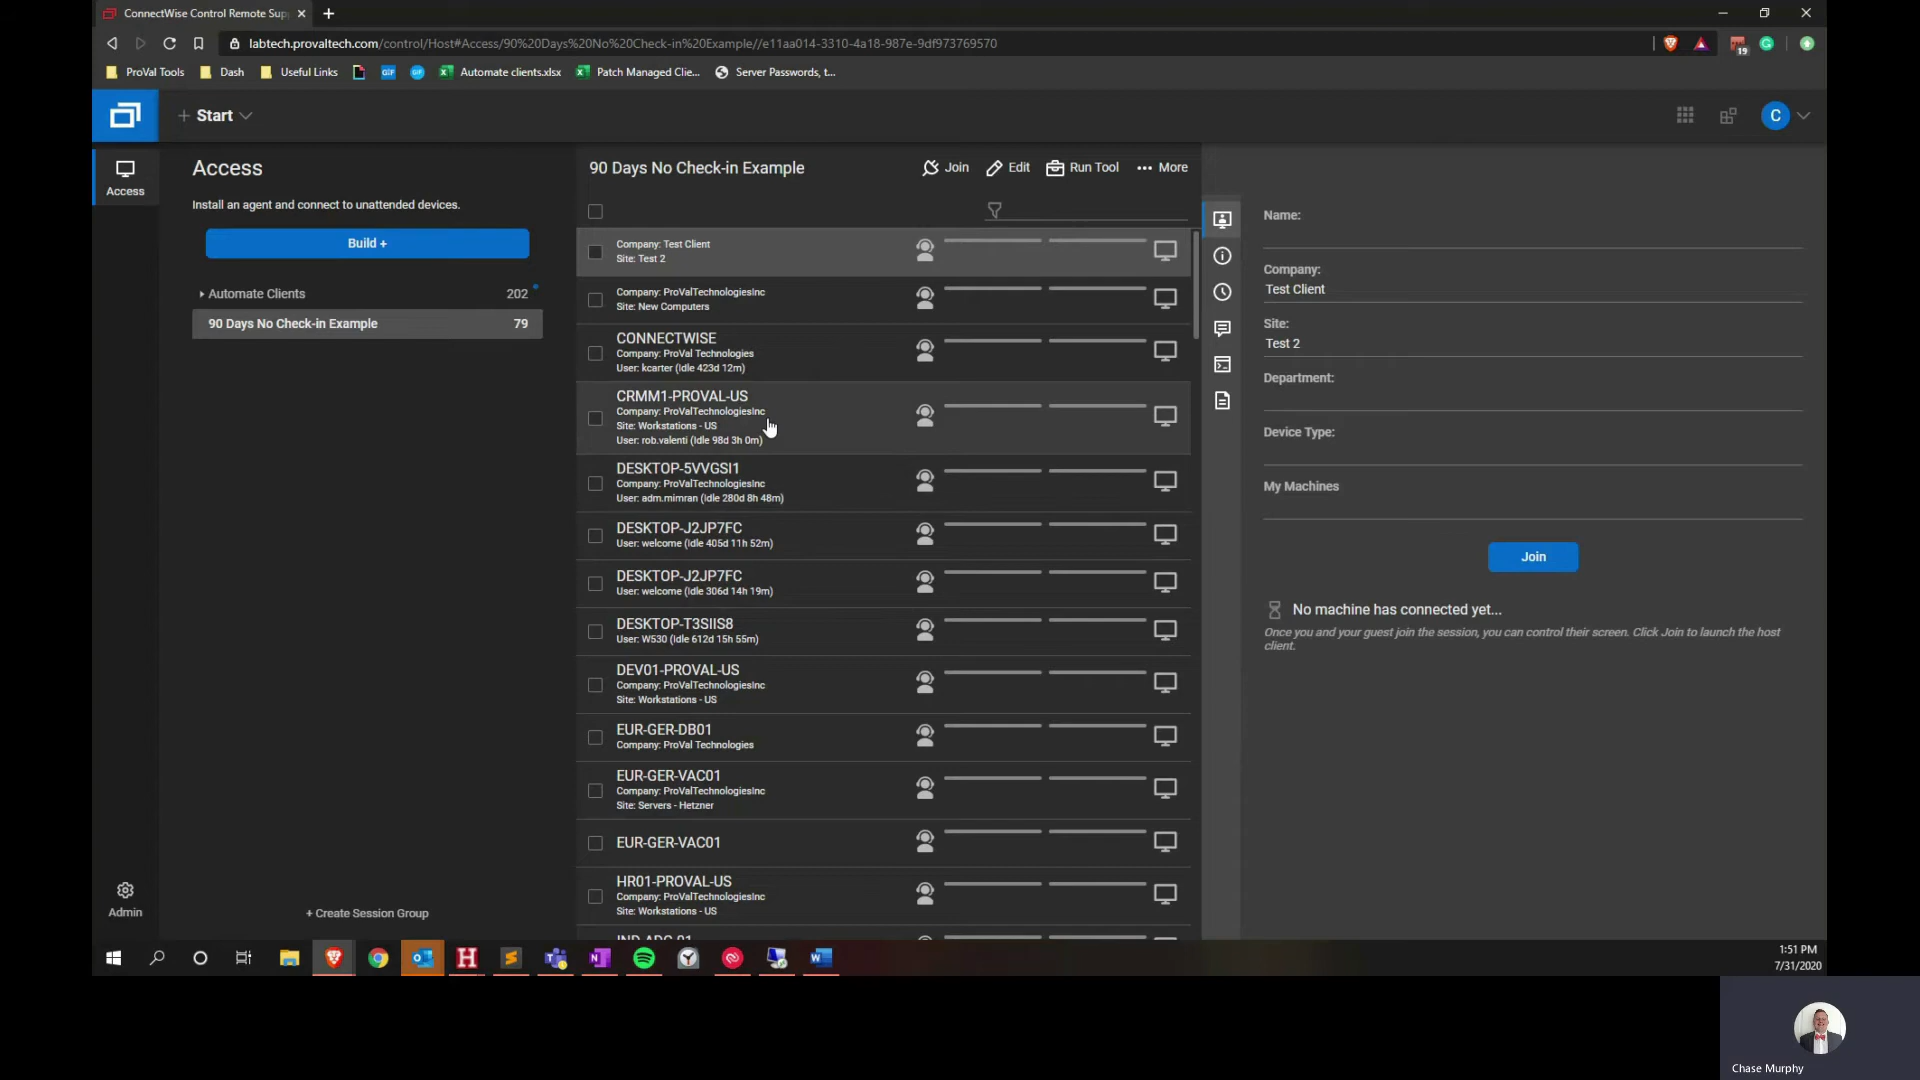 ConnectWise Control Remote Sup
labtech.provaltech.com/control/Host#Access/90%20Days%20No%20Check-in%20Example//e11aa014-3310-4a18-987e-9df973769570
19
ProVal Tools
Dash
Useful Links
GIF
Automate clients.xlsx
Patch Managed Clie...
Server Passwords, t...
+ Start
C
Access
Admin
Access
Install an agent and connect to unattended devices.
Build +
Automate Clients 202
90 Days No Check-in Example 79
+ Create Session Group
90 Days No Check-in Example
Join
Edit
Run Tool
More
Company: Test Client
Site: Test 2
Company: ProValTechnologiesInc
Site: New Computers
CONNECTWISE
Company: ProVal Technologies
User: kcarter (Idle 423d 12m)
CRMM1-PROVAL-US
Company: ProValTechnologiesInc
Site: Workstations - US
User: rob.valenti (Idle 98d 3h 0m)
DESKTOP-5VVGSI1
Company: ProValTechnologiesInc
User: adm.mimran (Idle 280d 8h 48m)
DESKTOP-J2JP7FC
User: welcome (Idle 405d 11h 52m)
DESKTOP-J2JP7FC
User: welcome (Idle 306d 14h 19m)
DESKTOP-T3SIIS8
User: W530 (Idle 612d 15h 55m)
DEV01-PROVAL-US
Company: ProValTechnologiesInc
Site: Workstations - US
EUR-GER-DB01
Company: ProVal Technologies
EUR-GER-VAC01
Company: ProValTechnologiesInc
Site: Servers - Hetzner
EUR-GER-VAC01
HR01-PROVAL-US
Company: ProValTechnologiesInc
Site: Workstations - US
Name:
Company:
Test Client
Site:
Test 2
Department:
Device Type:
My Machines
Join
No machine has connected yet...
Once you and your guest join the session, you can control their screen. Click Join to launch the host
client.
1:51 PM
7/31/2020
Chase Murphy